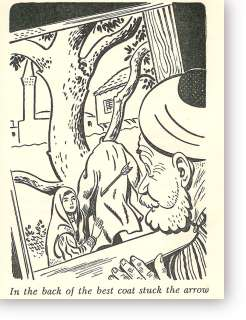 In the back of the best coat stuck the arrow